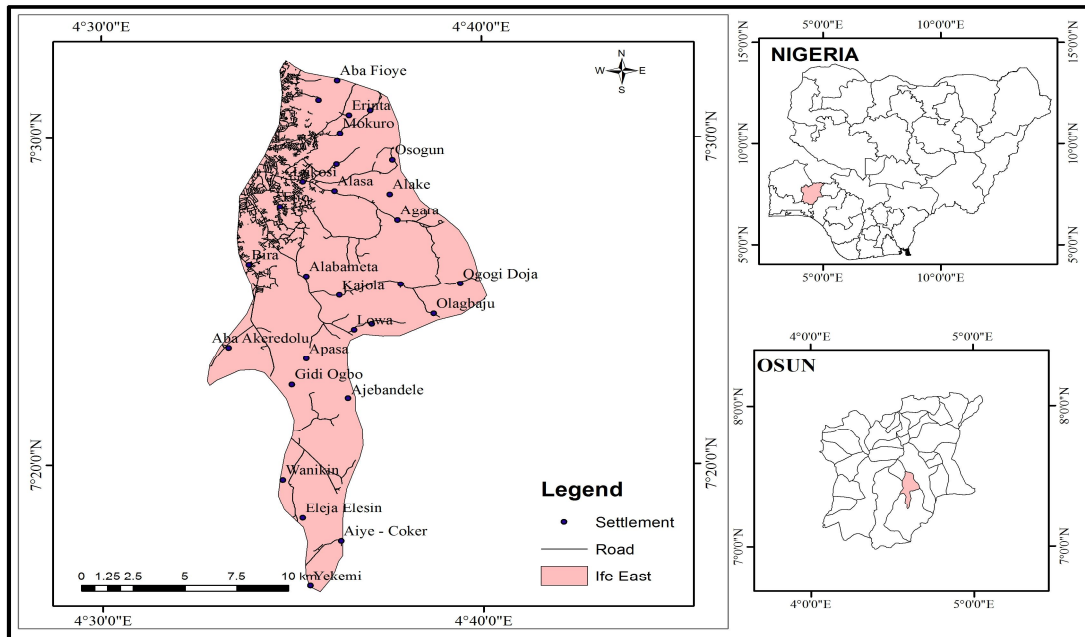 4°30'0"E
4°40'0"E
N
W E
S
Aba Fioye
Erinta
Mokuro
7°30'0"N
7°30'0"N
Osogun
Alasa
Alake
Agara
Bira
Alabameta
Ogogi Doja
Kajola
Olagbaju
Lowa
Aba Akeredolu
Apasa
Gidi Ogbo
Ajebandele
7°20'0"N
7°20'0"N
Wanikin
Eleja Elesin
Aiye - Coker
Yekemi
0 1.25 2.5 5 7.5 10 km
Legend
Settlement
Road
Ife East
4°30'0"E
4°40'0"E
5°0'0"E
10°0'0"E
NIGERIA
15°0'0"N
15°0'0"N
10°0'0"N
10°0'0"N
5°0'0"N
5°0'0"N
5°0'0"E
10°0'0"E
4°0'0"E
5°0'0"E
OSUN
8°0'0"N
8°0'0"N
7°0'0"N
7°0'0"N
4°0'0"E
5°0'0"E